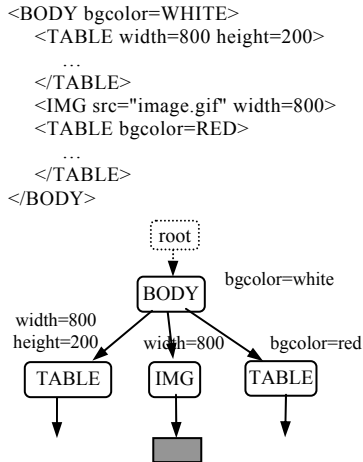 <BODY bgcolor=WHITE>
<TABLE width=800 height=200>
…
</TABLE>
<IMG src="image.gif" width=800>
<TABLE bgcolor=RED>
…
</TABLE>
</BODY>
root
BODY
bgcolor=white
width=800
height=200
width=800
bgcolor=red
TABLE
IMG
TABLE